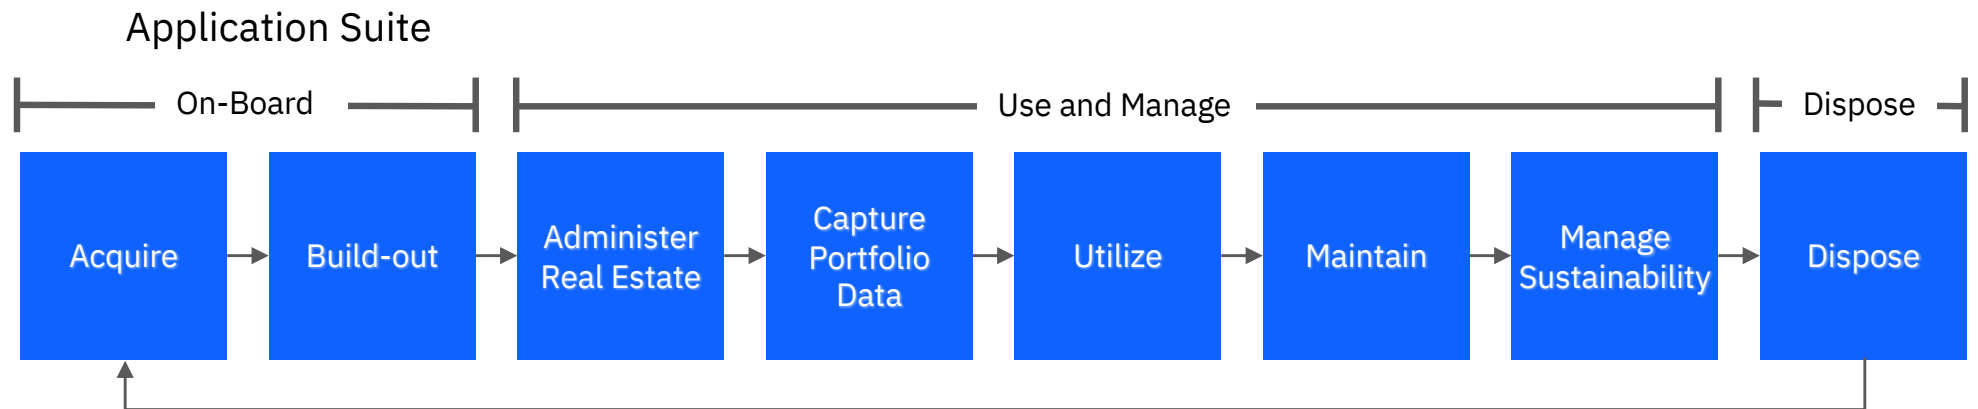 Application Suite
On-Board
Use and Manage
Dispose
Acquire
Build-out
Administer
Real Estate
Capture
Portfolio
Data
Utilize
Maintain
Manage
Sustainability
Dispose